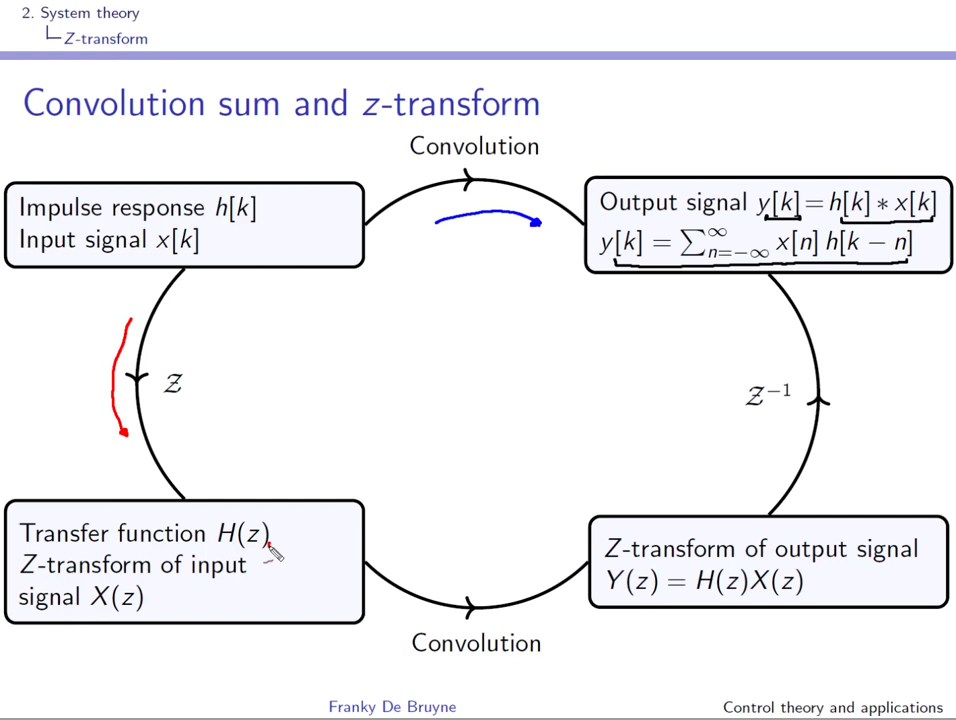 2. System theory
Z-transform
Convolution sum and z-transform
Convolution
Impulse response h[k]
Input signal x[k]
Output signal y[k] = h[k] ∗ x[k]
y[k] = ∑_{n=−∞}^{∞} x[n] h[k − n]
𝒵
𝒵⁻¹
Transfer function H(z)
Z-transform of input
signal X(z)
Z-transform of output signal
Y(z) = H(z)X(z)
Convolution
Franky De Bruyne
Control theory and applications